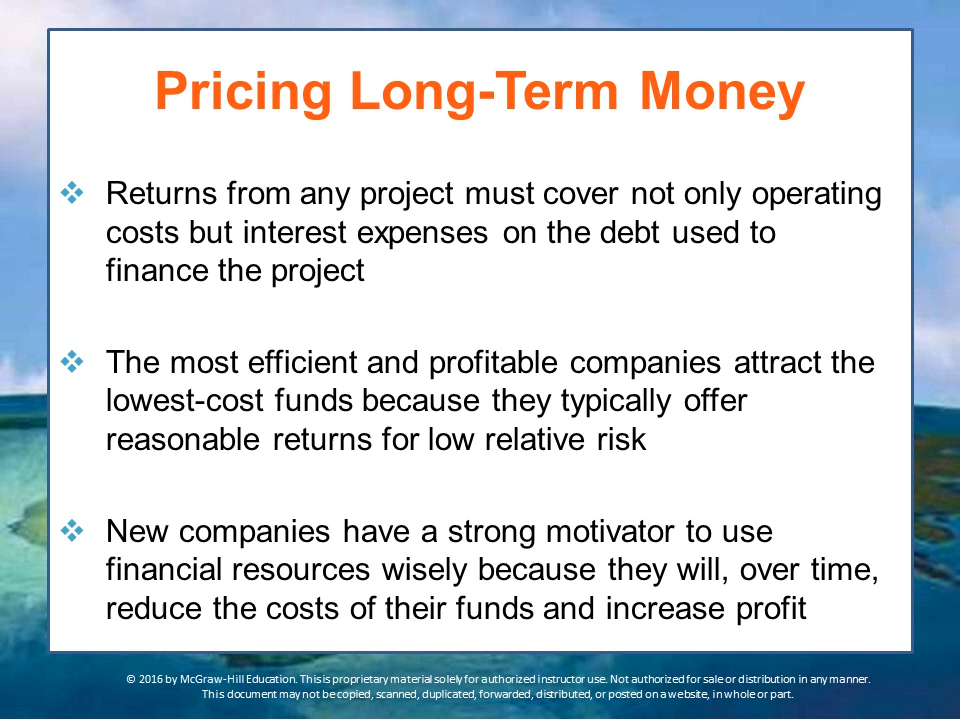 Pricing Long-Term Money
❖ Returns from any project must cover not only operating
costs but interest expenses on the debt used to
finance the project
❖ The most efficient and profitable companies attract the
lowest-cost funds because they typically offer
reasonable returns for low relative risk
❖ New companies have a strong motivator to use
financial resources wisely because they will, over time,
reduce the costs of their funds and increase profit
© 2016 by McGraw-Hill Education. This is proprietary material solely for authorized instructor use. Not authorized for sale or distribution in any manner.
This document may not be copied, scanned, duplicated, forwarded, distributed, or posted on a website, in whole or part.